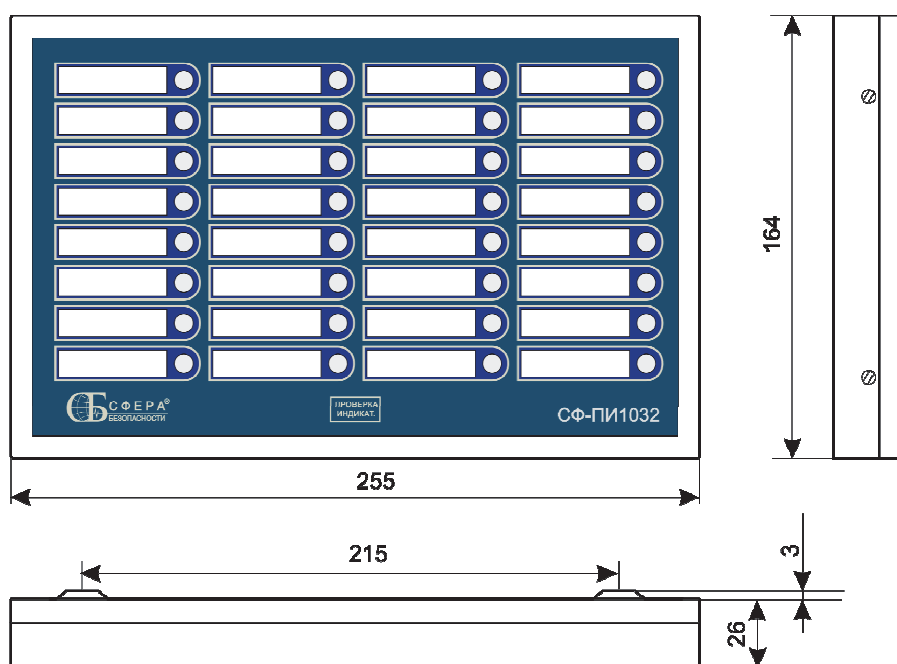 СФЕРА®
БЕЗОПАСНОСТИ
ПРОВЕРКА
ИНДИКАТ.
СФ-ПИ1032
164
255
215
3
26